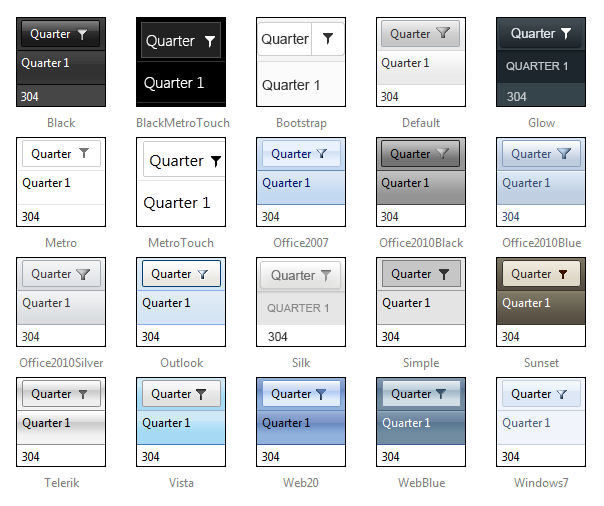 Quarter
Quarter 1
304
Black
Quarter
Quarter 1
BlackMetroTouch
Quarter
Quarter 1
Bootstrap
Quarter
Quarter 1
304
Default
Quarter
QUARTER 1
304
Glow
Quarter
Quarter 1
304
Metro
Quarter
Quarter 1
MetroTouch
Quarter
Quarter 1
304
Office2007
Quarter
Quarter 1
304
Office2010Black
Quarter
Quarter 1
304
Office2010Blue
Quarter
Quarter 1
304
Office2010Silver
Quarter
Quarter 1
304
Outlook
Quarter
QUARTER 1
304
Silk
Quarter
Quarter 1
304
Simple
Quarter
Quarter 1
304
Sunset
Quarter
Quarter 1
304
Telerik
Quarter
Quarter 1
304
Vista
Quarter
Quarter 1
304
Web20
Quarter
Quarter 1
304
WebBlue
Quarter
Quarter 1
304
Windows7